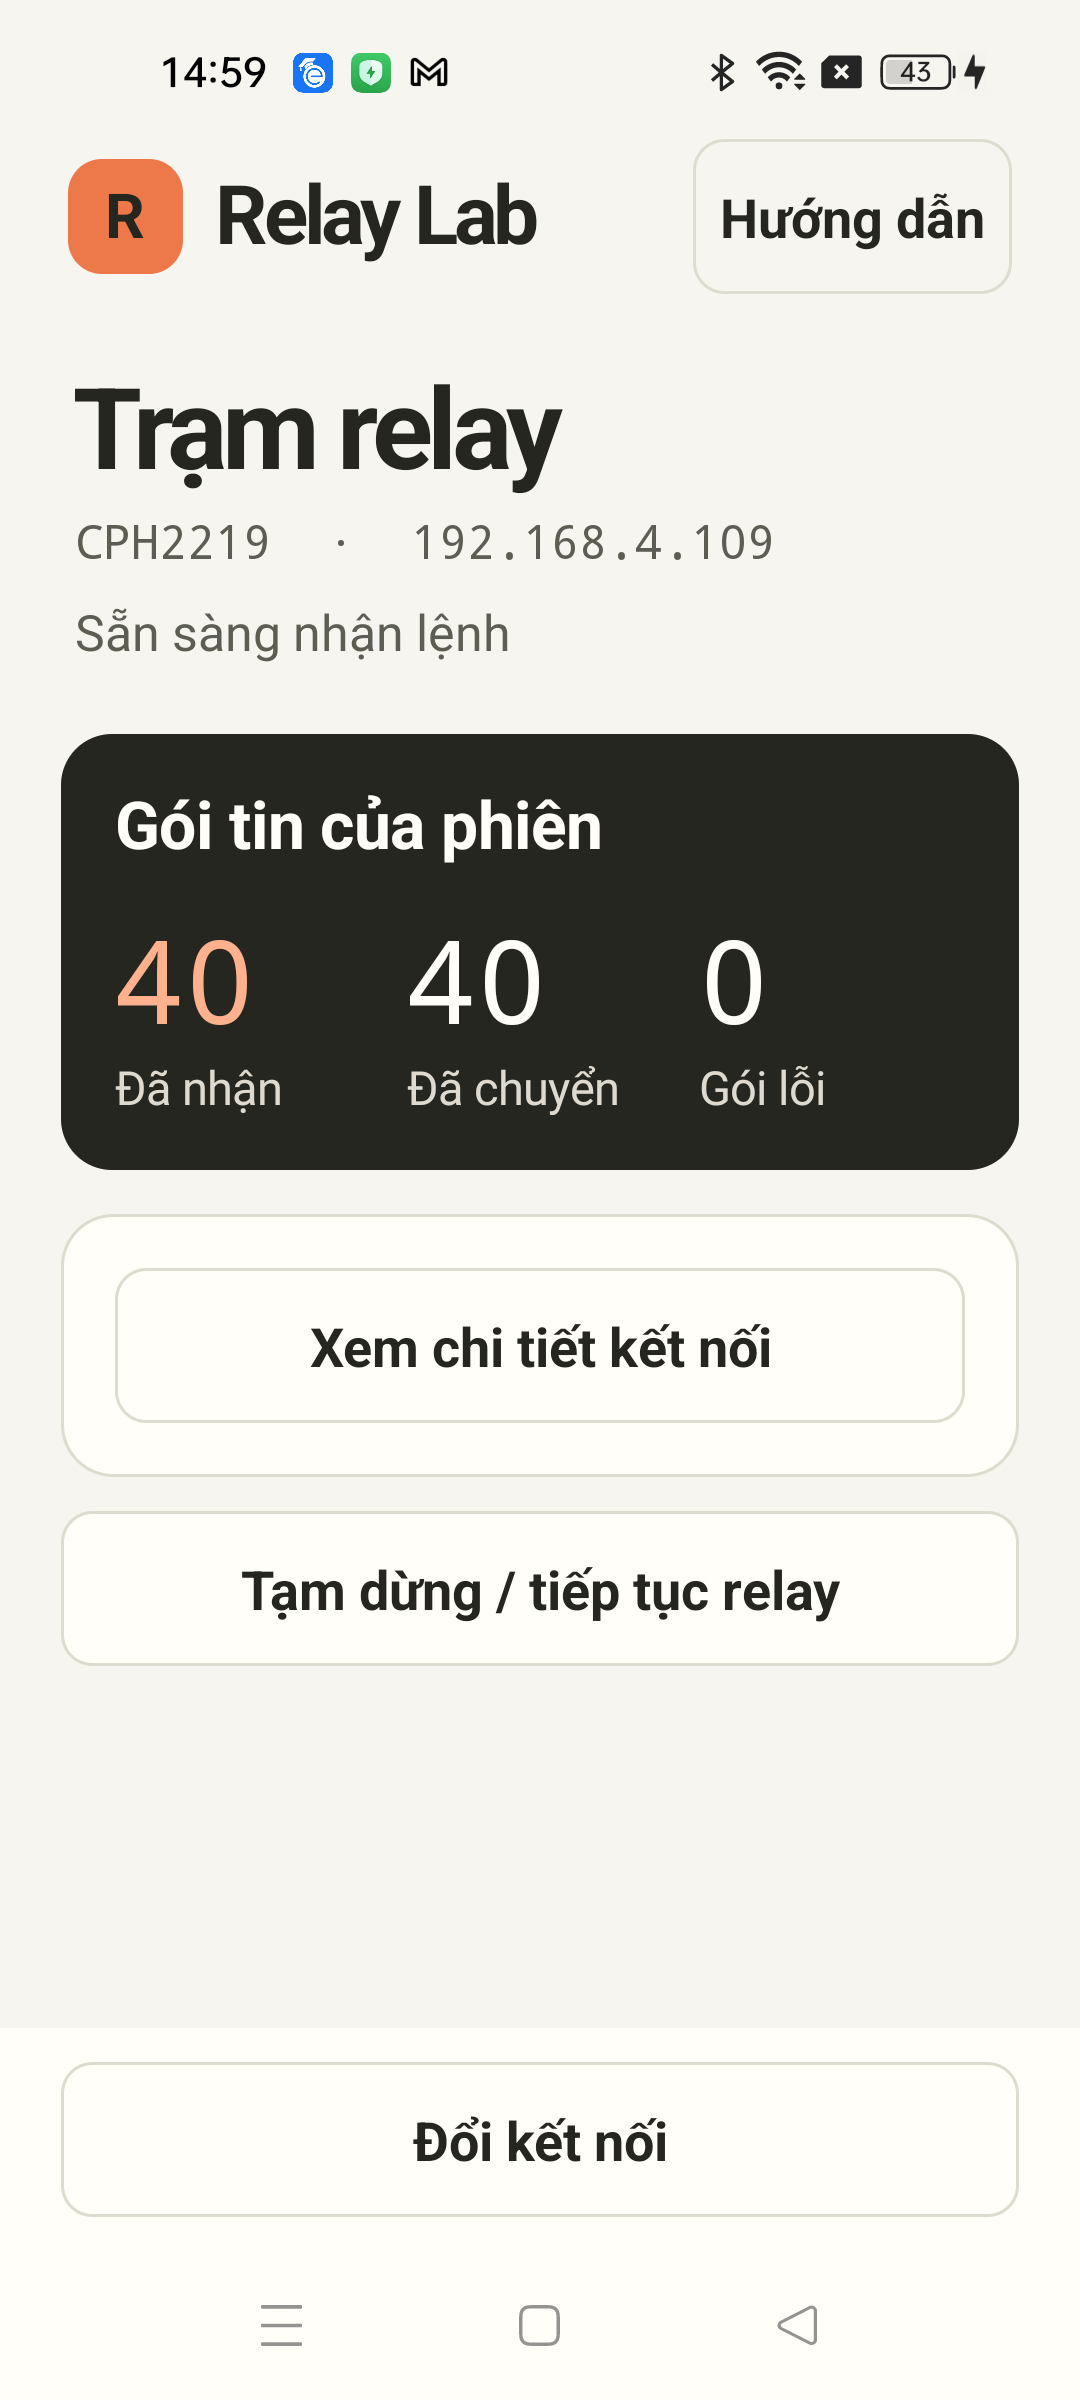 14:59
43
R Relay Lab
Hướng dẫn
Trạm relay
CPH2219 · 192.168.4.109
Sẵn sàng nhận lệnh
Gói tin của phiên
40 40 0
Đã nhận Đã chuyển Gói lỗi
Xem chi tiết kết nối
Tạm dừng / tiếp tục relay
Đổi kết nối